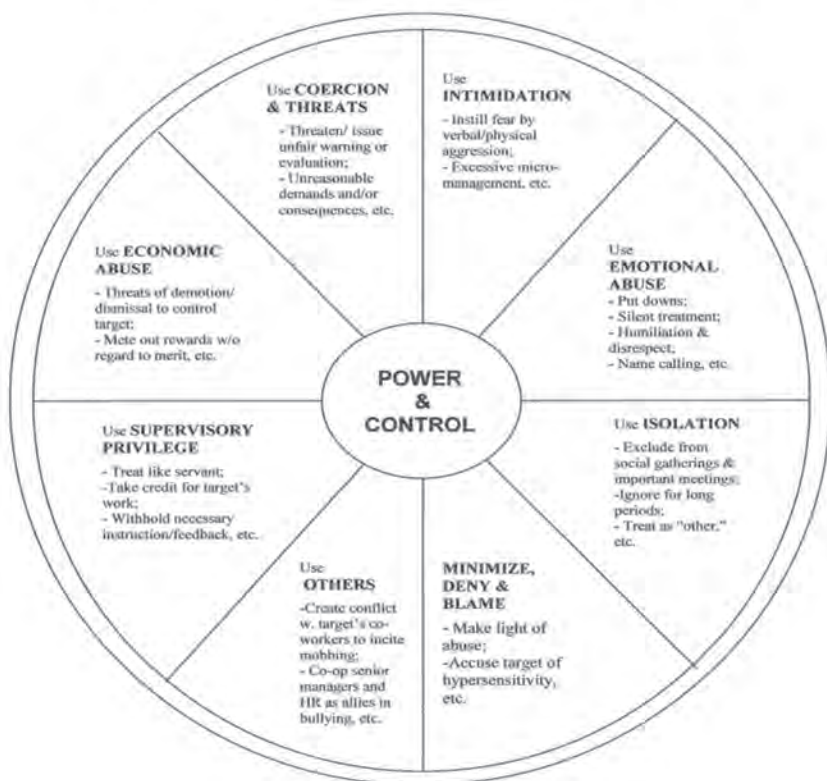 Use COERCION
& THREATS
- Threaten/ issue
unfair warning or
evaluation;
- Unreasonable
demands and/or
consequences, etc.
Use
INTIMIDATION
- Instill fear by
verbal/physical
aggression;
- Excessive micro-
management, etc.
Use
EMOTIONAL
ABUSE
- Put downs;
- Silent treatment;
- Humiliation &
disrespect;
- Name calling, etc.
Use ISOLATION
- Exclude from
social gatherings &
important meetings;
-Ignore for long
periods;
- Treat as "other,"
etc.
MINIMIZE,
DENY &
BLAME
- Make light of
abuse;
-Accuse target of
hypersensitivity,
etc.
Use
OTHERS
-Create conflict
w. target's co-
workers to incite
mobbing;
- Co-op senior
managers and
HR as allies in
bullying, etc.
Use SUPERVISORY
PRIVILEGE
- Treat like servant;
-Take credit for target's
work;
- Withhold necessary
instruction/feedback, etc.
Use ECONOMIC
ABUSE
- Threats of demotion/
dismissal to control
target;
- Mete out rewards w/o
regard to merit, etc.
POWER
&
CONTROL